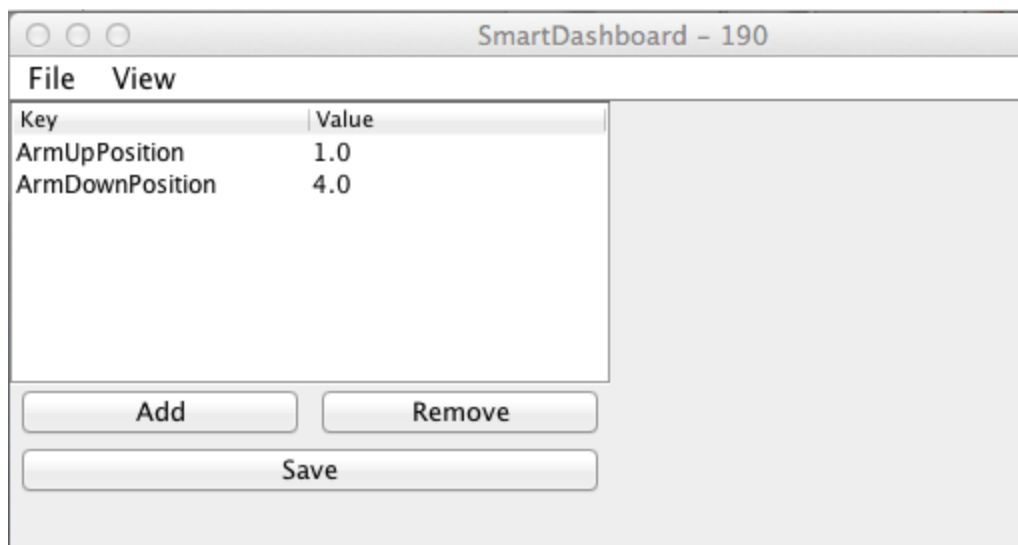 SmartDashboard – 190
File View
Key Value
ArmUpPosition 1.0
ArmDownPosition 4.0
Add Remove
Save